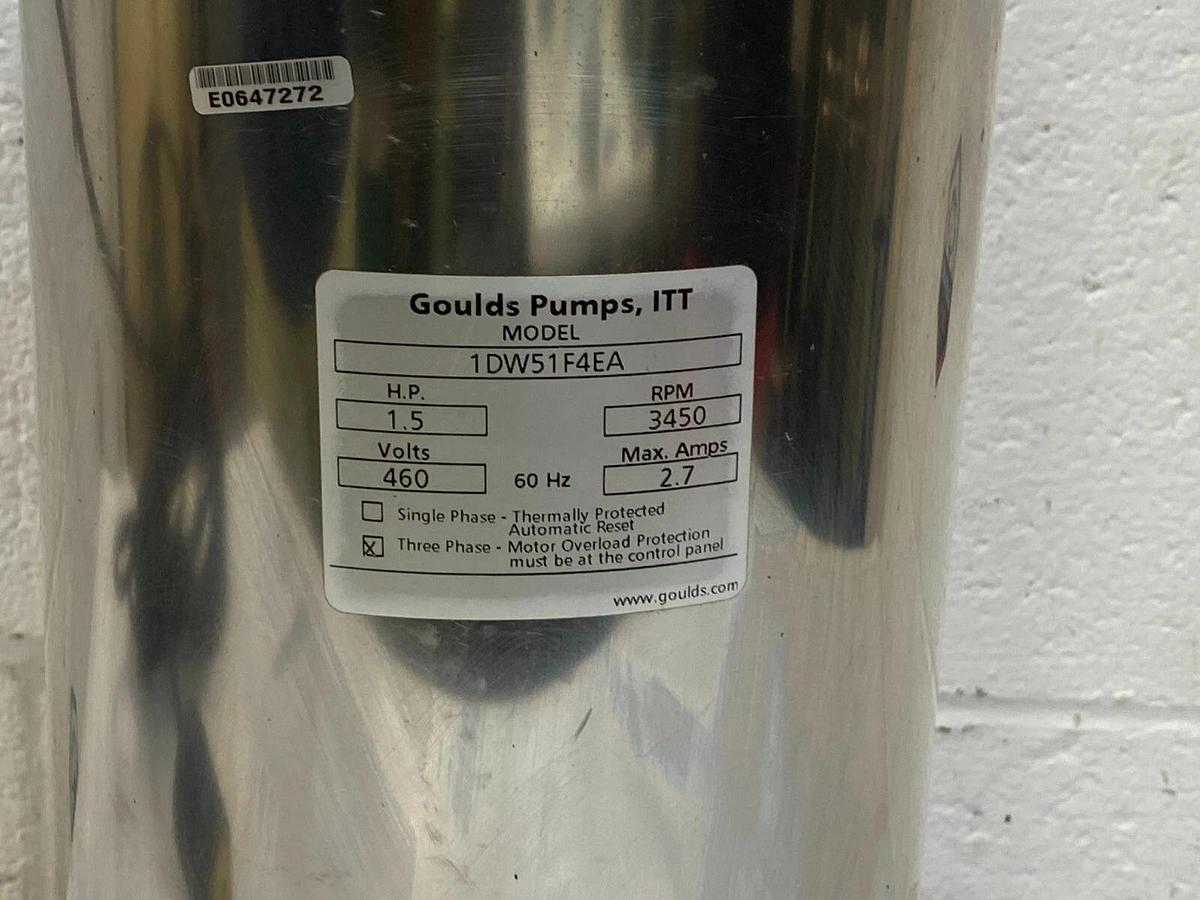 E0647272
Goulds Pumps, ITT
MODEL
1DW51F4EA
H.P. RPM
1.5 3450
Volts Max. Amps
460 60 Hz 2.7
Single Phase - Thermally Protected
Automatic Reset
X Three Phase - Motor Overload Protection
must be at the control panel
www.goulds.com